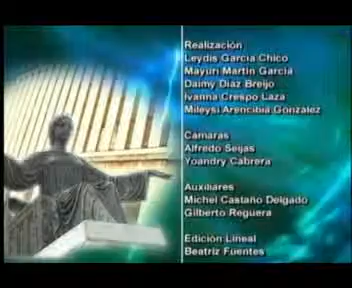 Realización
Leydis García Chico
Mayuri Martín García
Daimy Díaz Breijo
Ivanna Crespo Laza
Mileysi Arencibia González
Cámaras
Alfredo Seijas
Yoandry Cabrera
Auxiliares
Michel Castaño Delgado
Gilberto Reguera
Edición Lineal
Beatriz Fuentes